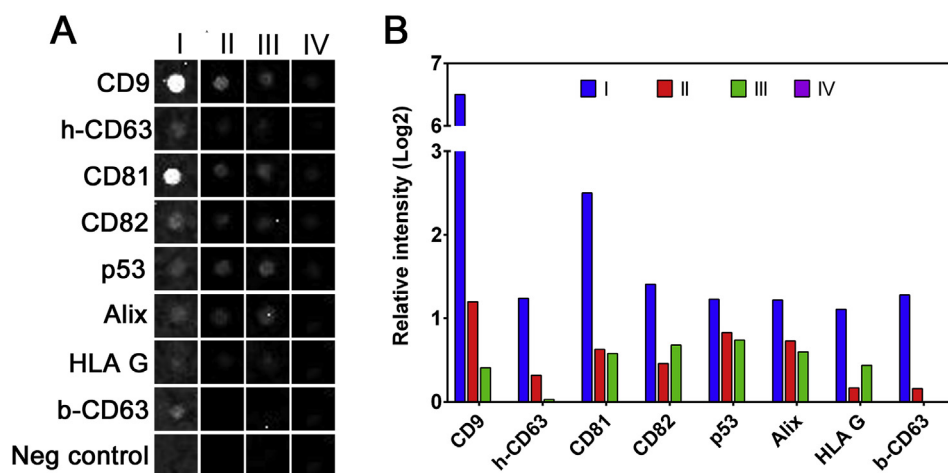 A
I II III IV
CD9
h-CD63
CD81
CD82
p53
Alix
HLA G
b-CD63
Neg control
B
Relative intensity (Log2)
7
6
3
2
1
0
I II III IV
CD9 h-CD63 CD81 CD82 p53 Alix HLA G b-CD63